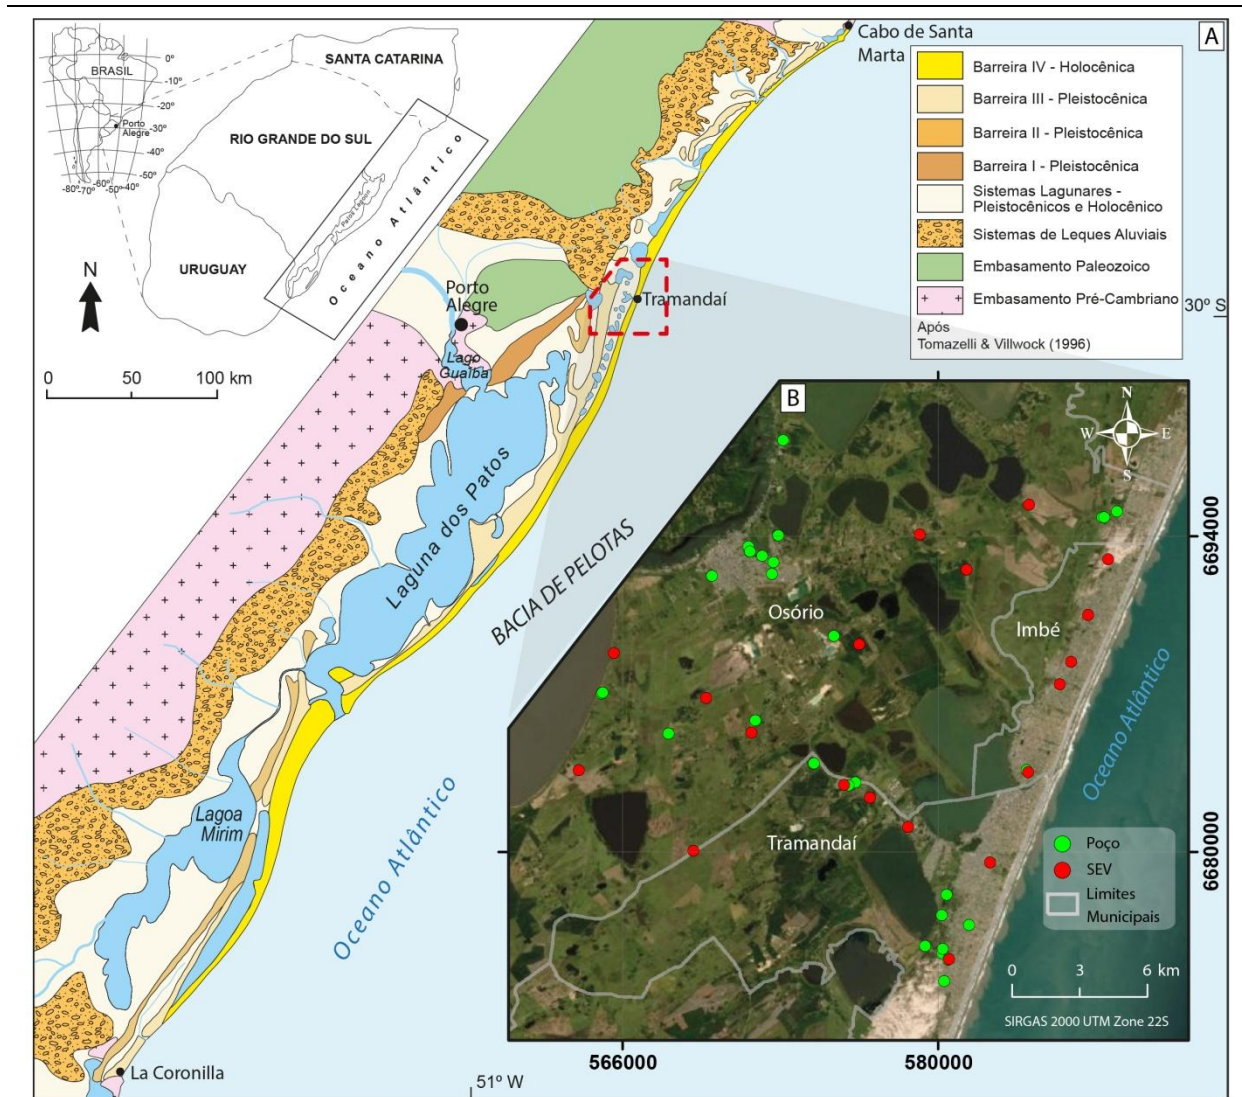 SANTA CATARINA
BRASIL
0º
-10º
-20º
-30º
-40º
-50º
-80º
-70º
-60º
-50º
-40º
Porto
Alegre
RIO GRANDE DO SUL
Patos Lagoon
Oceano Atlântico
URUGUAY
N
0 50 100 km
Cabo de Santa
Marta
A
Barreira IV - Holocênica
Barreira III - Pleistocênica
Barreira II - Pleistocênica
Barreira I - Pleistocênica
Sistemas Lagunares -
Pleistocênicos e Holocênico
Sistemas de Leques Aluviais
Embasamento Paleozoico
Embasamento Pré-Cambriano
Após
Tomazelli & Villwock (1996)
30º S
Porto
Alegre
Tramandaí
Lago
Guaíba
Laguna dos Patos
BACIA DE PELOTAS
Lagoa
Mirim
Oceano Atlântico
La Coronilla
51º W
B
N
W E
S
6694000
Osório
Imbé
Oceano Atlântico
Tramandaí
6680000
Poço
SEV
Limites
Municipais
0 3 6 km
SIRGAS 2000 UTM Zone 22S
566000
580000